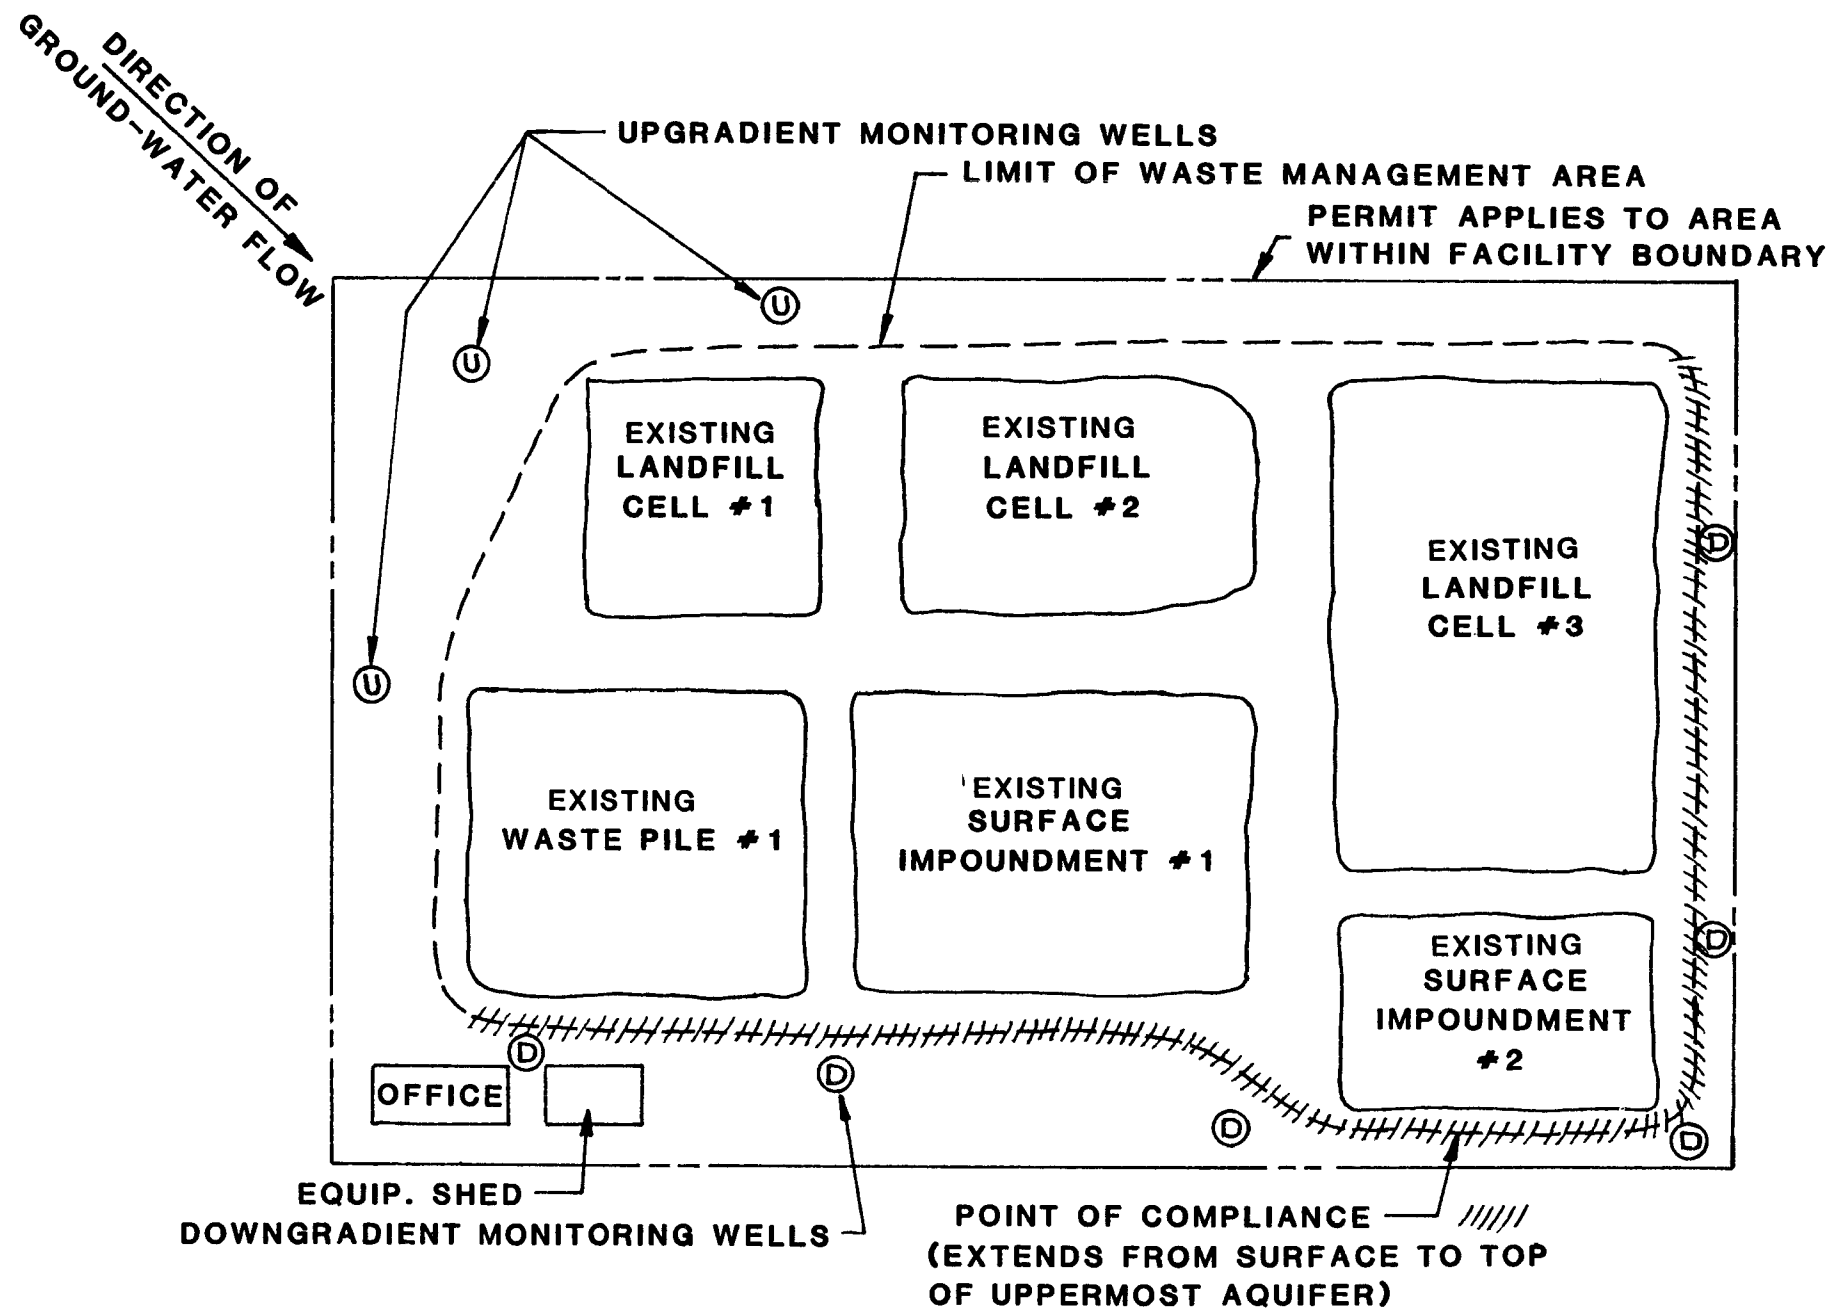 DIRECTION OF
GROUND-WATER FLOW
UPGRADIENT MONITORING WELLS
LIMIT OF WASTE MANAGEMENT AREA
PERMIT APPLIES TO AREA
WITHIN FACILITY BOUNDARY
U
U
U
EXISTING
LANDFILL
CELL #1
EXISTING
LANDFILL
CELL #2
EXISTING
LANDFILL
CELL #3
D
EXISTING
WASTE PILE #1
EXISTING
SURFACE
IMPOUNDMENT #1
EXISTING
SURFACE
IMPOUNDMENT
#2
D
D
D
D
D
OFFICE
EQUIP. SHED
DOWNGRADIENT MONITORING WELLS
POINT OF COMPLIANCE
(EXTENDS FROM SURFACE TO TOP
OF UPPERMOST AQUIFER)